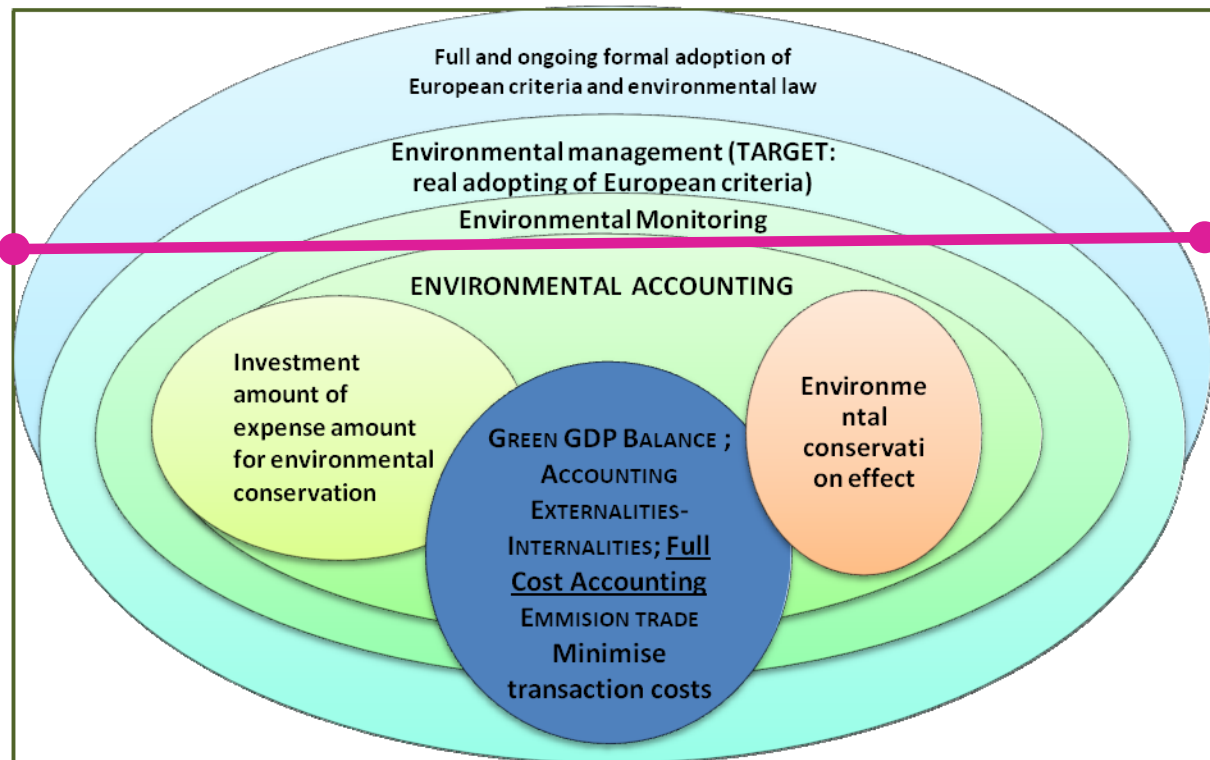 Full and ongoing formal adoption of
European criteria and environmental law
Environmental management (TARGET:
real adopting of European criteria)
Environmental Monitoring
ENVIRONMENTAL ACCOUNTING
Investment
amount of
expense amount
for environmental
conservation
GREEN GDP BALANCE ;
ACCOUNTING
EXTERNALITIES-
INTERNALITIES; Full
Cost Accounting
EMMISION TRADE
Minimise
transaction costs
Environme
ntal
conservati
on effect